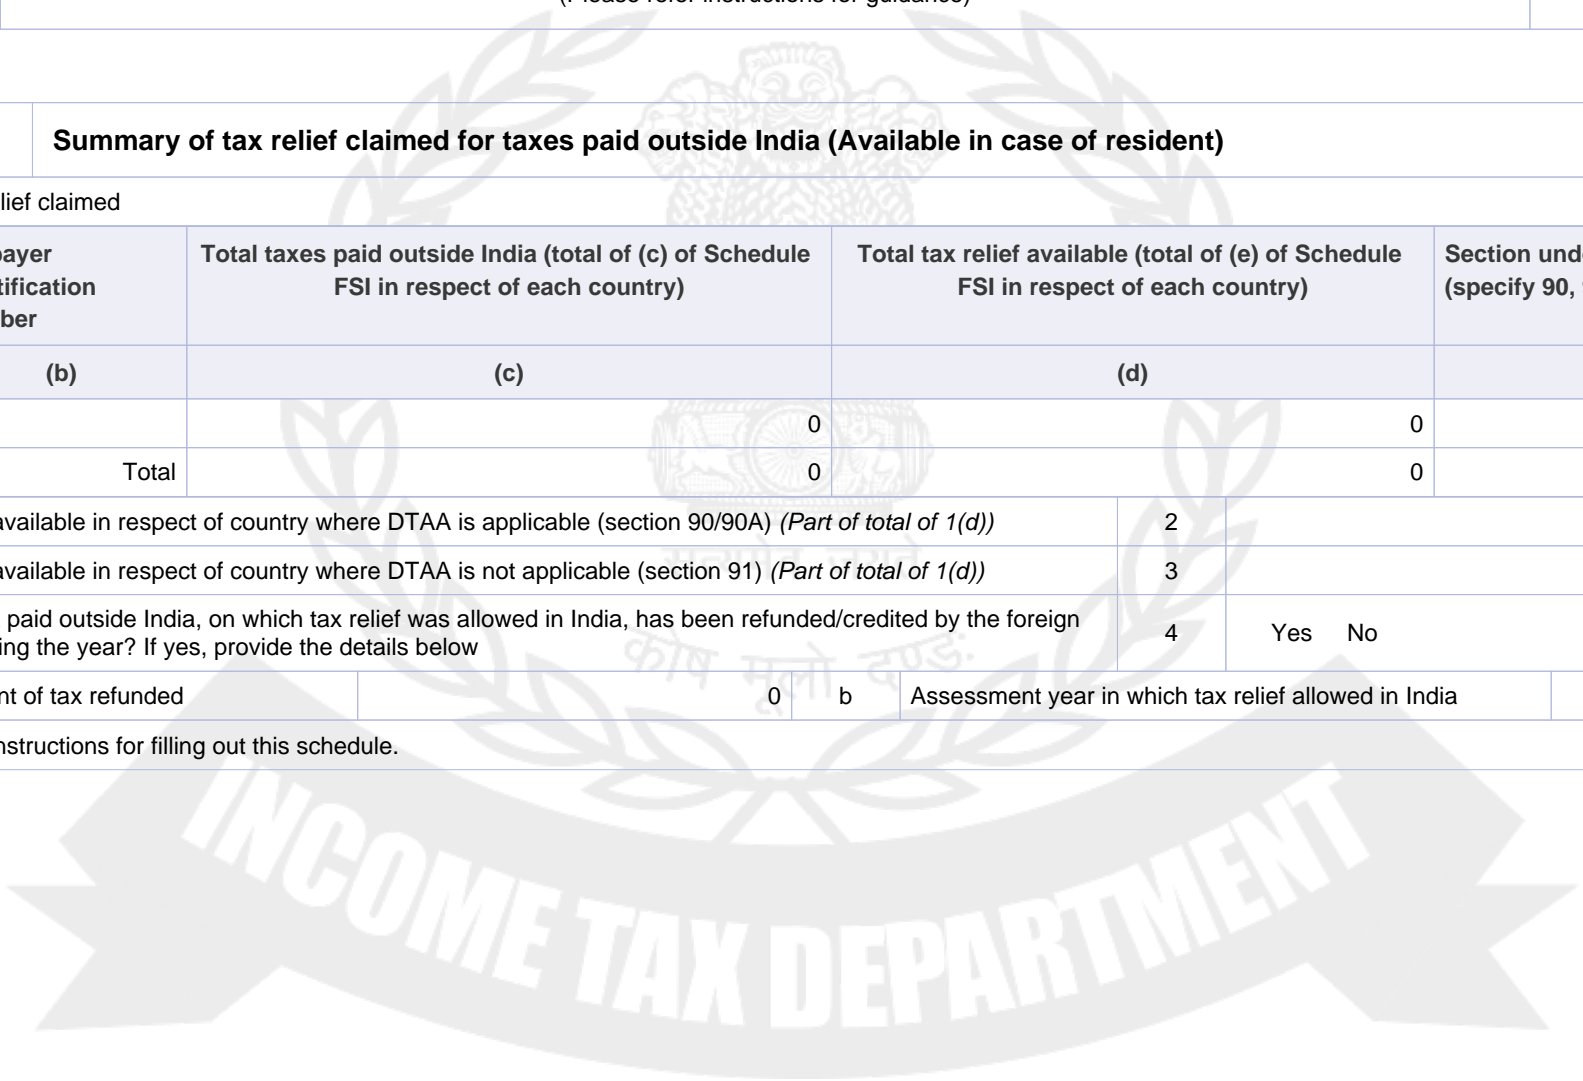 Summary of tax relief claimed for taxes paid outside India (Available in case of resident)
lief claimed
payer
tification
ber
Total taxes paid outside India (total of (c) of Schedule
FSI in respect of each country)
Total tax relief available (total of (e) of Schedule
FSI in respect of each country)
Section und
(specify 90,
(b)
(c)
(d)
0
0
Total
0
0
available in respect of country where DTAA is applicable (section 90/90A) (Part of total of 1(d))
2
available in respect of country where DTAA is not applicable (section 91) (Part of total of 1(d))
3
paid outside India, on which tax relief was allowed in India, has been refunded/credited by the foreign
ing the year? If yes, provide the details below
4
Yes No
nt of tax refunded
0
b
Assessment year in which tax relief allowed in India
nstructions for filling out this schedule.
सत्यमेव जयते
कोष मूलो दण्डः
INCOME TAX DEPARTMENT